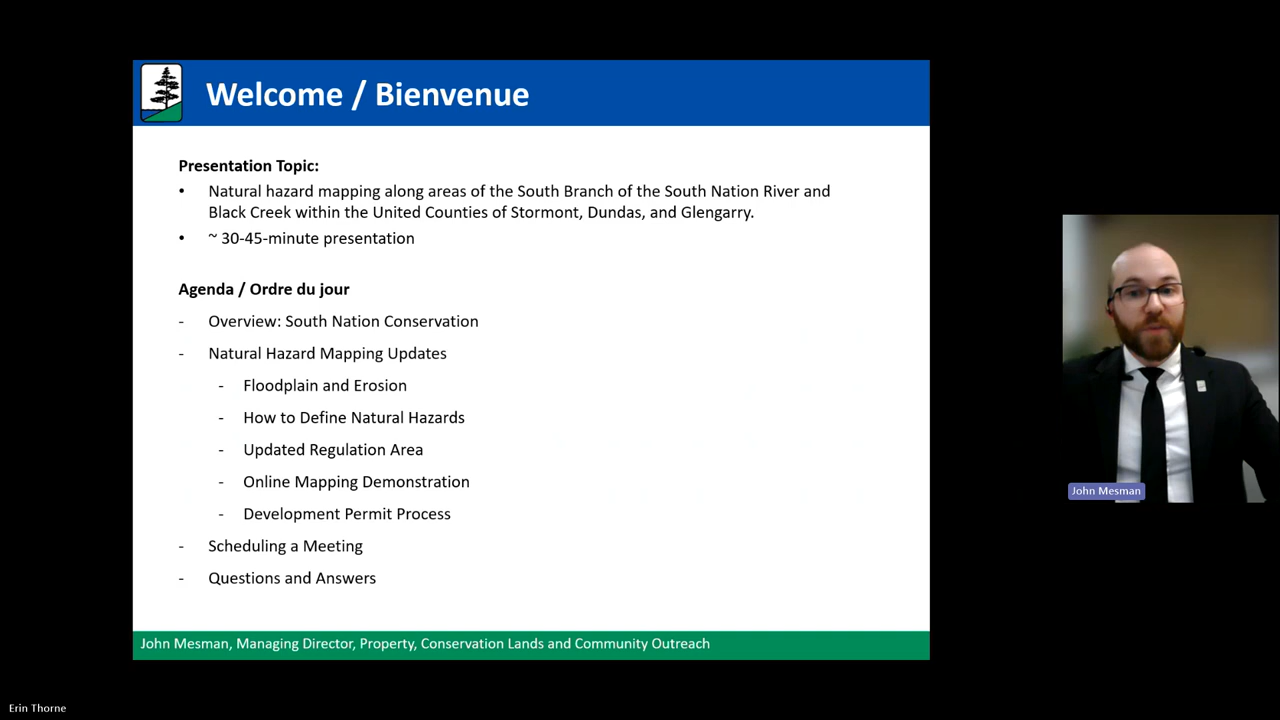 Welcome / Bienvenue
Presentation Topic:
• Natural hazard mapping along areas of the South Branch of the South Nation River and
Black Creek within the United Counties of Stormont, Dundas, and Glengarry.
• ~ 30-45-minute presentation
Agenda / Ordre du jour
- Overview: South Nation Conservation
- Natural Hazard Mapping Updates
- Floodplain and Erosion
- How to Define Natural Hazards
- Updated Regulation Area
- Online Mapping Demonstration
- Development Permit Process
- Scheduling a Meeting
- Questions and Answers
John Mesman, Managing Director, Property, Conservation Lands and Community Outreach
John Mesman
Erin Thorne